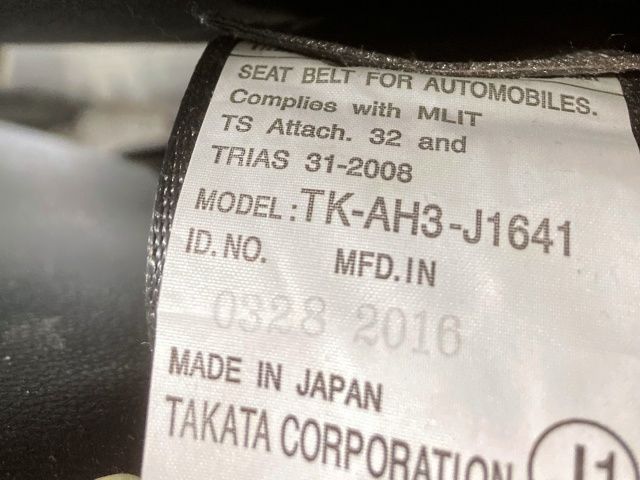 SEAT BELT FOR AUTOMOBILES.
Complies with MLIT
TS Attach. 32 and
TRIAS 31-2008
MODEL:TK-AH3-J1641
ID. NO. MFD.IN
0328 2016
MADE IN JAPAN
TAKATA CORPORATION
J1